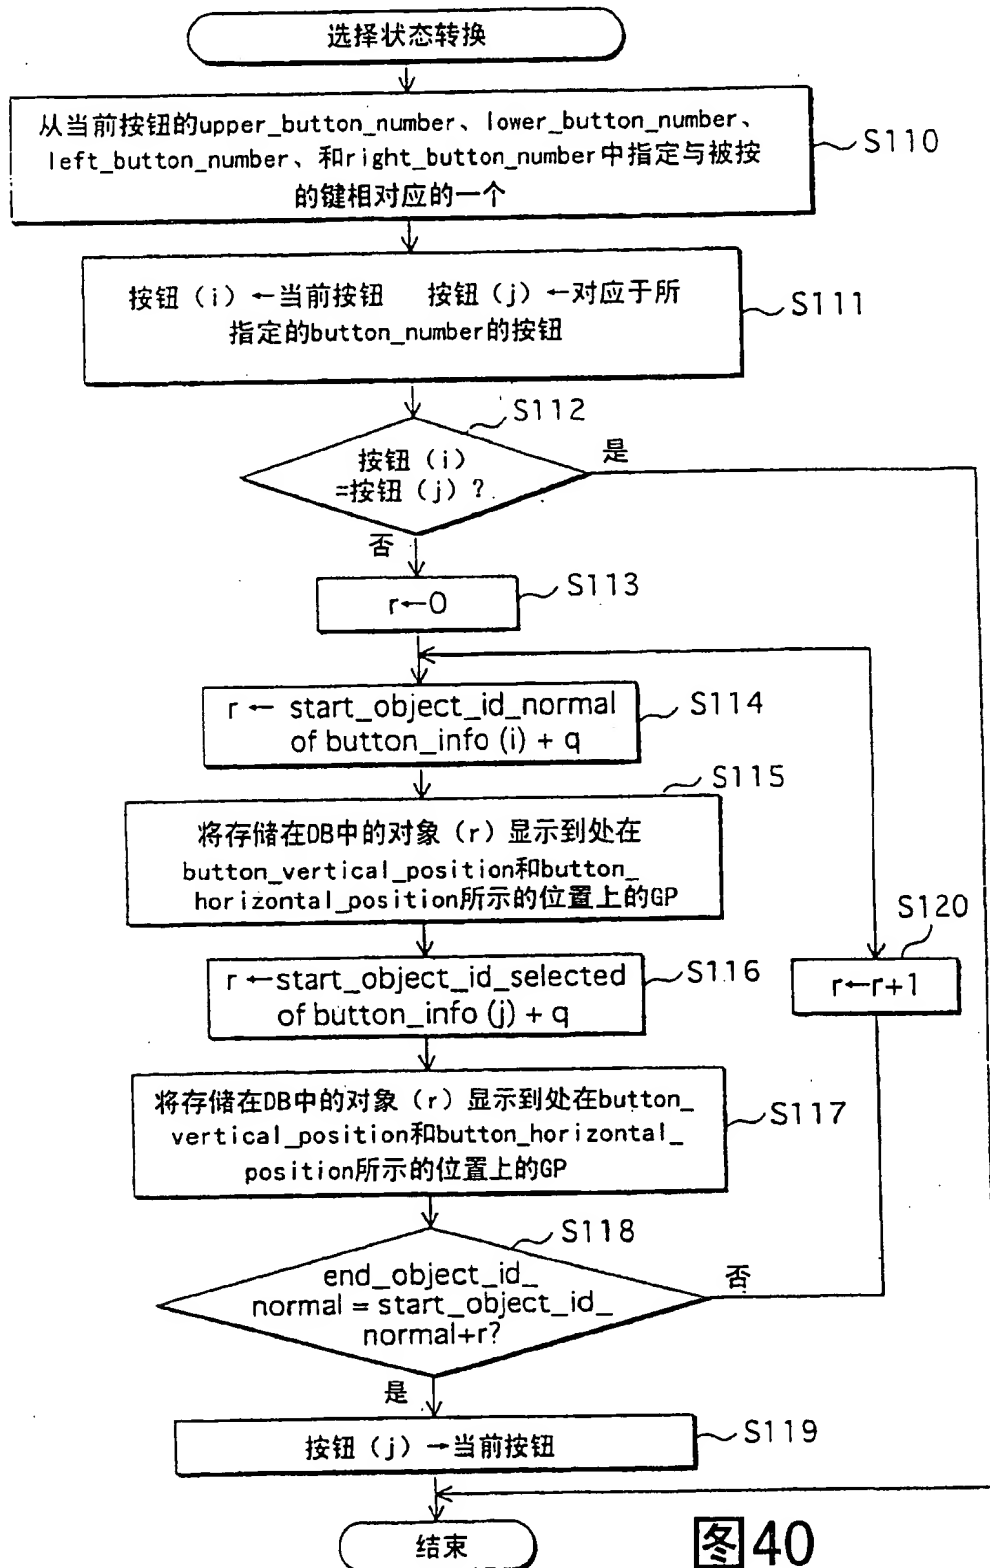 选择状态转换
从当前按钮的upper_button_number、lower_button_number、
left_button_number、和right_button_number中指定与被按
的键相对应的一个
S110
按钮（i）←当前按钮 按钮（j）←对应于所
指定的button_number的按钮
S111
S112
按钮（i）
=按钮（j）?
是
否
r←0
S113
r← start_object_id_normal
of button_info (i) + q
S114
S115
将存储在DB中的对象（r）显示到处在
button_vertical_position和button_
horizontal_position所示的位置上的GP
S120
r←r+1
r←start_object_id_selected
of button_info (j) + q
S116
将存储在DB中的对象（r）显示到处在button_
vertical_position和button_horizontal_
position所示的位置上的GP
S117
S118
end_object_id_
normal = start_object_id_
normal+r?
否
是
按钮（j）→当前按钮
S119
结束
图40